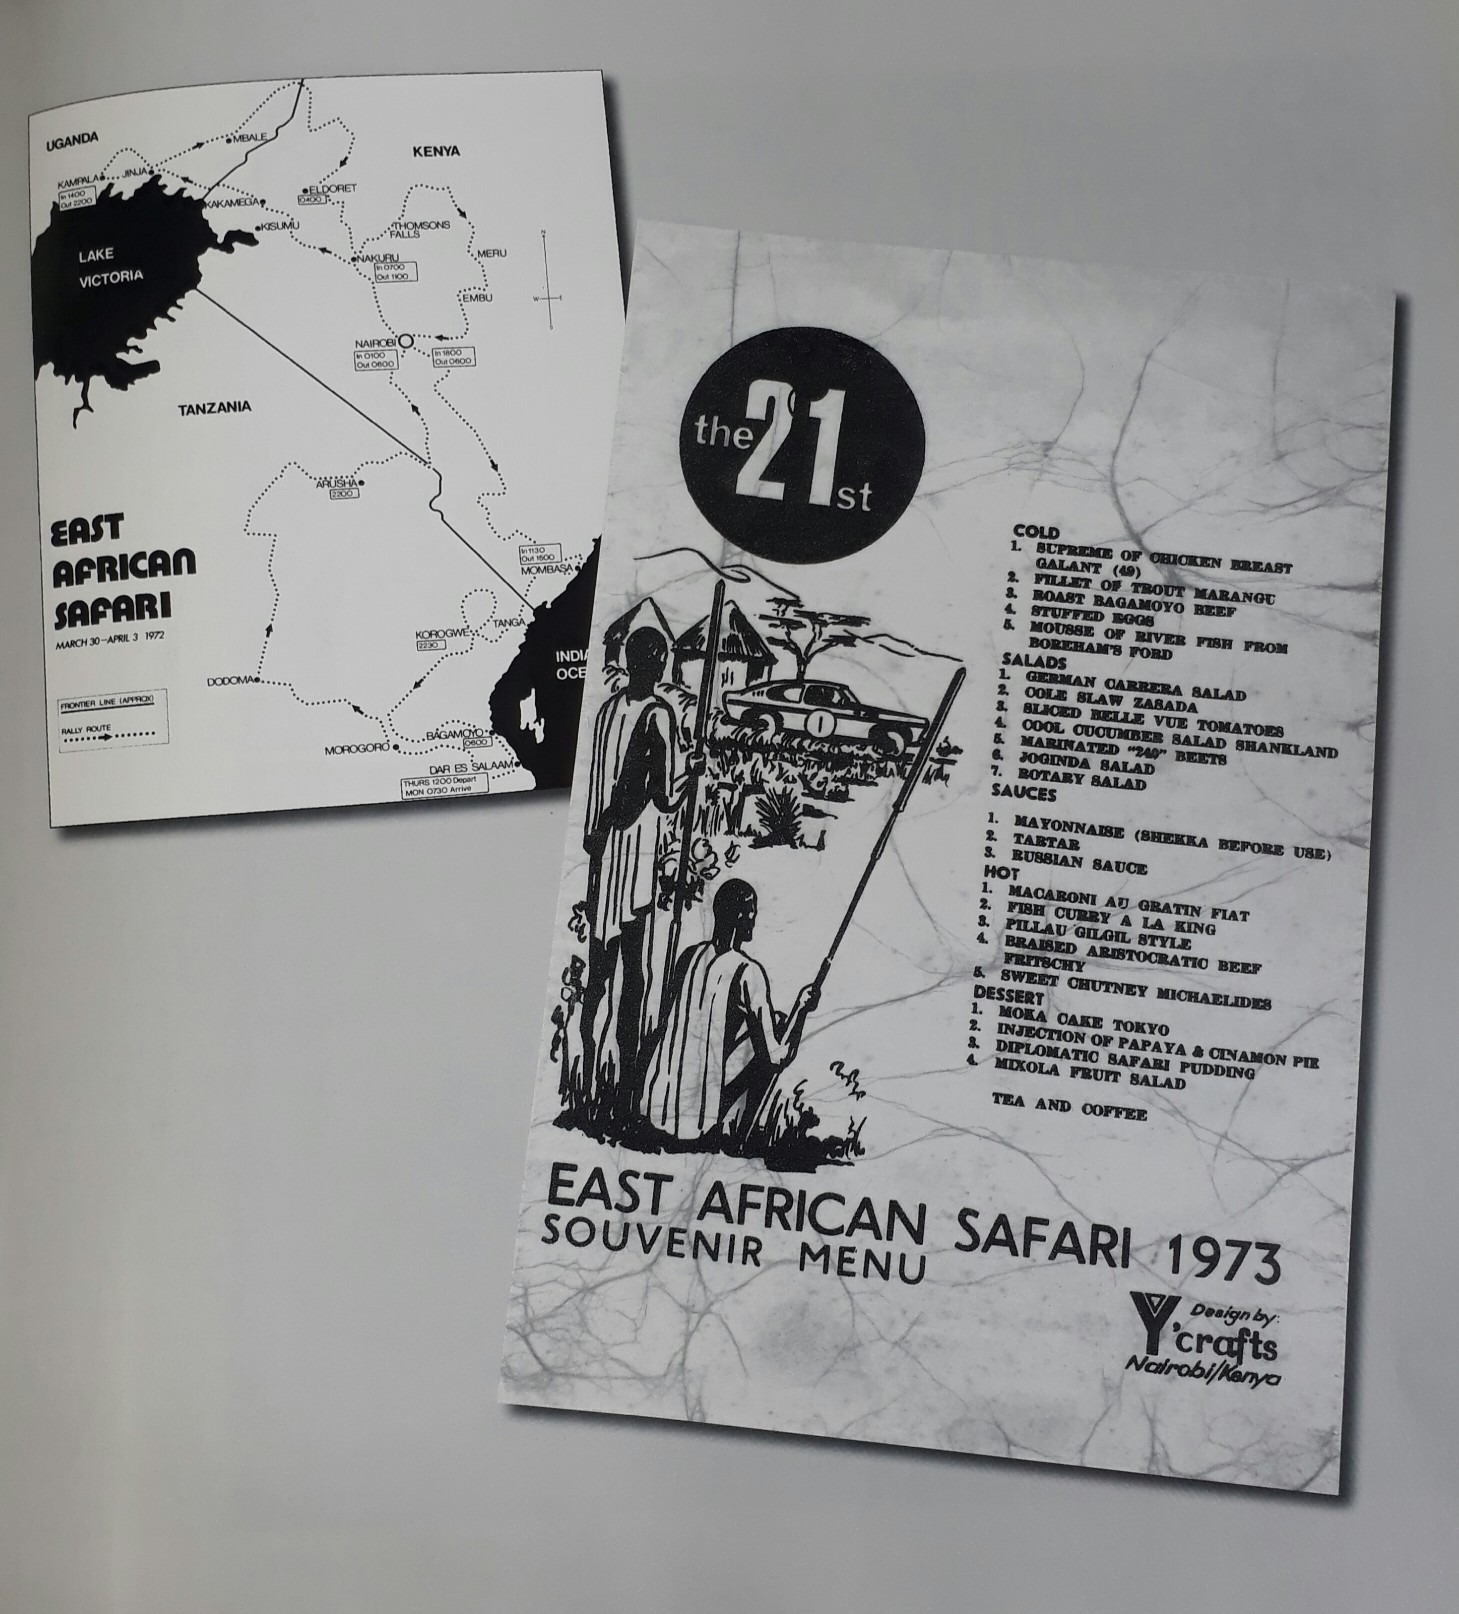 UGANDA
KENYA
MBALE
KAMPALA
JINJA
In 1400
Out 2200
ELDORET
0400
KAKAMEGA
KISUMU
THOMSONS
FALLS
LAKE
VICTORIA
NAKURU
In 0700
Out 1100
MERU
EMBU
N
W E
S
NAIROBI
In 0100
Out 0600
In 1800
Out 0600
TANZANIA
ARUSHA
2200
EAST
AFRICAN
SAFARI
MARCH 30-APRIL 3 1972
In 1130
Out 1500
MOMBASA
KOROGWE
2230
TANGA
INDIA
OCE
DODOMA
FRONTIER LINE (APPROX)
RALLY ROUTE
MOROGORO
BAGAMOYO
0600
DAR ES SALAAM
THURS 1200 Depart
MON 0730 Arrive
the 21st
1
COLD
1. SUPREME OF CHICKEN BREAST
GALANT (49)
2. FILLET OF TROUT MARANGU
3. ROAST BAGAMOYO BEEF
4. STUFFED EGGS
5. MOUSSE OF RIVER FISH FROM
BOREHAM'S FORD
SALADS
1. GERMAN CARRERA SALAD
2. COLE SLAW ZASADA
3. SLICED BELLE VUE TOMATOES
4. COOL CUCUMBER SALAD SHANKLAND
5. MARINATED "240" BEETS
6. JOGINDA SALAD
7. ROTARY SALAD
SAUCES
1. MAYONNAISE (SHEKKA BEFORE USE)
2. TARTAR
3. RUSSIAN SAUCE
HOT
1. MACARONI AU GRATIN FIAT
2. FISH CURRY A LA KING
3. PILLAU GILGIL STYLE
4. BRAISED ARISTOCRATIC BEEF
FRITSCHY
5. SWEET CHUTNEY MICHAELIDES
DESSERT
1. MOKA CAKE TOKYO
2. INJECTION OF PAPAYA & CINAMON PIE
3. DIPLOMATIC SAFARI PUDDING
4. MIXOLA FRUIT SALAD
TEA AND COFFEE
EAST AFRICAN SAFARI 1973
SOUVENIR MENU
Design by:
Y'crafts
Nairobi/Kenya